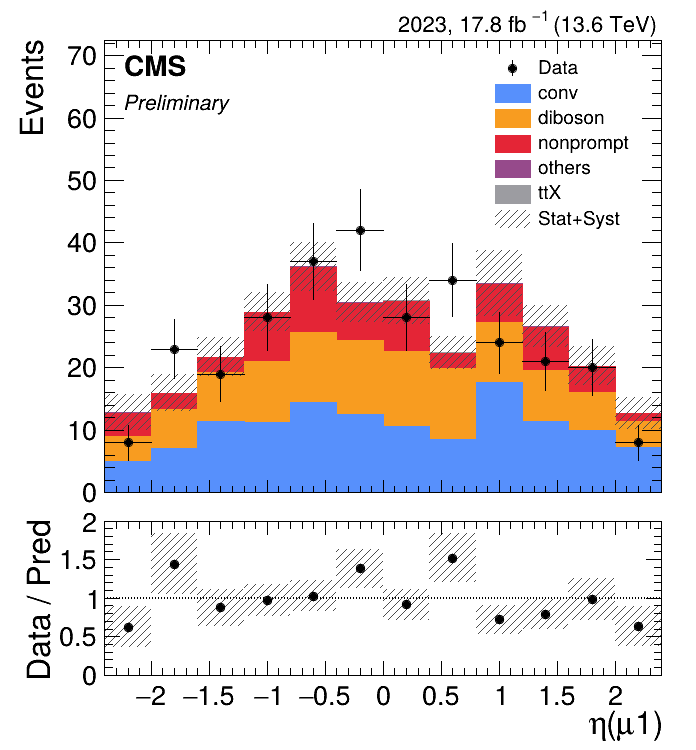 2023, 17.8 fb⁻¹ (13.6 TeV)
CMS
Preliminary
Events
70
60
50
40
30
20
10
0
Data
conv
diboson
nonprompt
others
ttX
Stat+Syst
Data / Pred
2
1.5
1
0.5
0
−2 −1.5 −1 −0.5 0 0.5 1 1.5 2
η(μ1)